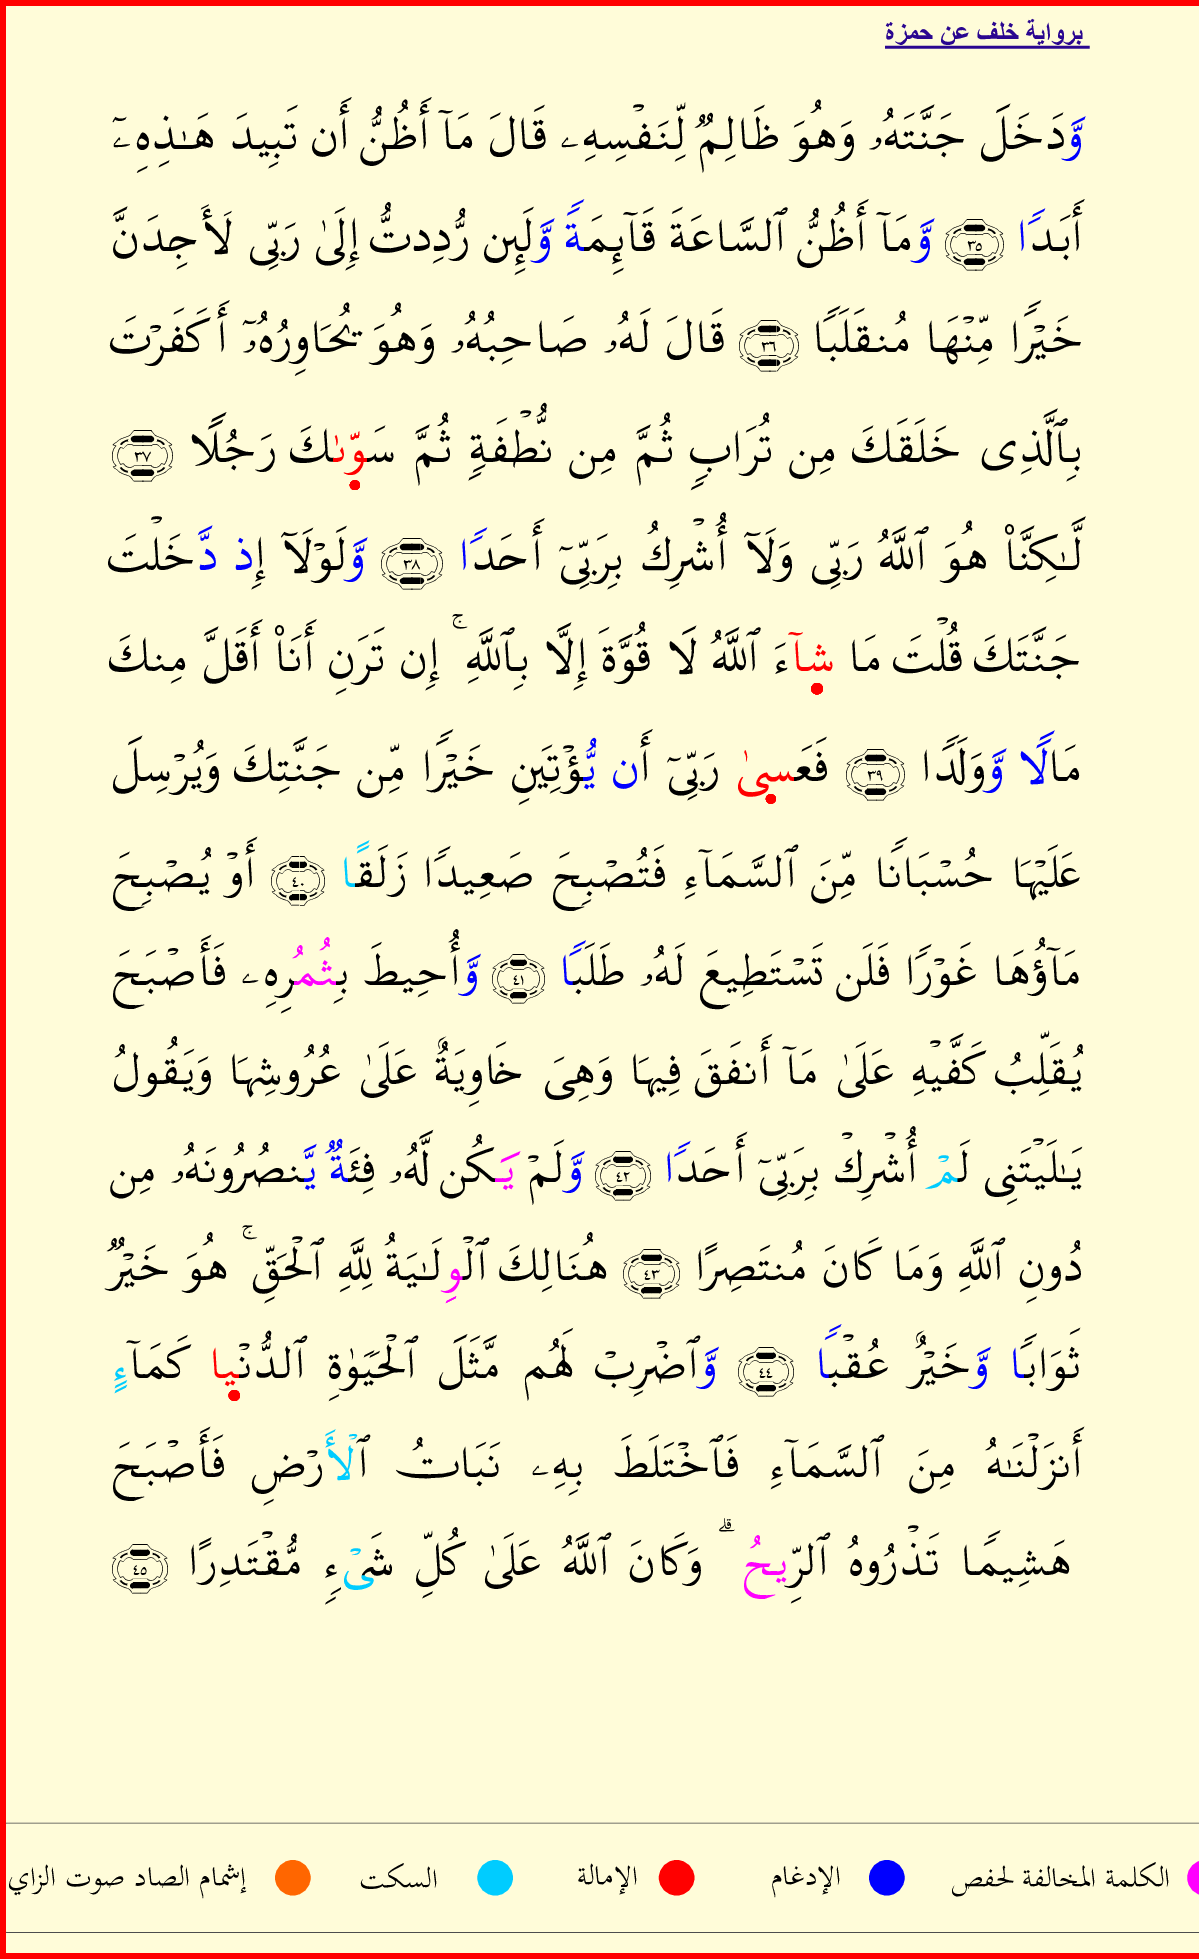 برواية خلف عن حمزة
وَّدَخَلَ جَنَّتَهُۥ وَهُوَ ظَالِمٌ لِّنَفْسِهِۦ قَالَ مَآ أَظُنُّ أَن تَبِيدَ هَـٰذِهِۦٓ
أَبَدًا ٣٥ وَّمَآ أَظُنُّ ٱلسَّاعَةَ قَآئِمَةً وَّلَئِن رُّدِدتُّ إِلَىٰ رَبِّى لَأَجِدَنَّ
خَيْرًا مِّنْهَا مُنقَلَبًا ٣٦ قَالَ لَهُۥ صَاحِبُهُۥ وَهُوَ يُحَاوِرُهُۥٓ أَكَفَرْتَ
بِٱلَّذِى خَلَقَكَ مِن تُرَابٍ ثُمَّ مِن نُّطْفَةٍ ثُمَّ سَوّىٰكَ رَجُلًا ٣٧
لَّـٰكِنَّا۠ هُوَ ٱللَّهُ رَبِّى وَلَآ أُشْرِكُ بِرَبِّىٓ أَحَدًا ٣٨ وَّلَوْلَآ إِذ دَّخَلْتَ
جَنَّتَكَ قُلْتَ مَا شآءَ ٱللَّهُ لَا قُوَّةَ إِلَّا بِٱللَّهِ ۚ إِن تَرَنِ أَنَا۠ أَقَلَّ مِنكَ
مَالًا وَّوَلَدًا ٣٩ فَعَسىٰ رَبِّىٓ أَن يُّؤْتِيَنِ خَيْرًا مِّن جَنَّتِكَ وَيُرْسِلَ
عَلَيْهَا حُسْبَانًا مِّنَ ٱلسَّمَآءِ فَتُصْبِحَ صَعِيدًا زَلَقًا ٤٠ أَوْ يُصْبِحَ
مَآؤُهَا غَوْرًا فَلَن تَسْتَطِيعَ لَهُۥ طَلَبًا ٤١ وَّأُحِيطَ بِثُمُرِهِۦ فَأَصْبَحَ
يُقَلِّبُ كَفَّيْهِ عَلَىٰ مَآ أَنفَقَ فِيهَا وَهِىَ خَاوِيَةٌ عَلَىٰ عُرُوشِهَا وَيَقُولُ
يَـٰلَيْتَنِى لَمْ أُشْرِكْ بِرَبِّىٓ أَحَدًا ٤٢ وَّلَمْ يَكُن لَّهُۥ فِئَةٌ يَّنصُرُونَهُۥ مِن
دُونِ ٱللَّهِ وَمَا كَانَ مُنتَصِرًا ٤٣ هُنَالِكَ ٱلْوِلَـٰيَةُ لِلَّهِ ٱلْحَقِّ ۚ هُوَ خَيْرٌ
ثَوَابًا وَّخَيْرٌ عُقْبًا ٤٤ وَّٱضْرِبْ لَهُم مَّثَلَ ٱلْحَيَوٰةِ ٱلدُّنْيا كَمَآءٍ
أَنزَلْنَـٰهُ مِنَ ٱلسَّمَآءِ فَٱخْتَلَطَ بِهِۦ نَبَاتُ ٱلْأَرْضِ فَأَصْبَحَ
هَشِيمًا تَذْرُوهُ ٱلرِّيحُ ۗ وَكَانَ ٱللَّهُ عَلَىٰ كُلِّ شَىْءٍ مُّقْتَدِرًا ٤٥
الكلمة المخالفة لحفص الإدغام الإمالة السكت إشمام الصاد صوت الزاي